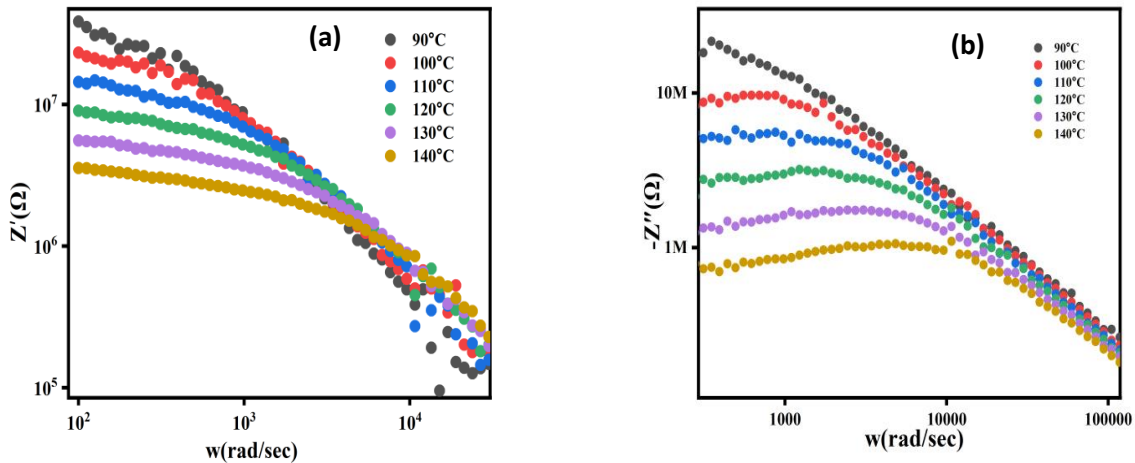 (a)
90°C
100°C
110°C
120°C
130°C
140°C
10⁷
10⁶
10⁵
Z'(Ω)
10² 10³ 10⁴
w(rad/sec)
(b)
90°C
100°C
110°C
120°C
130°C
140°C
10M
1M
-Z''(Ω)
1000 10000 100000
w(rad/sec)